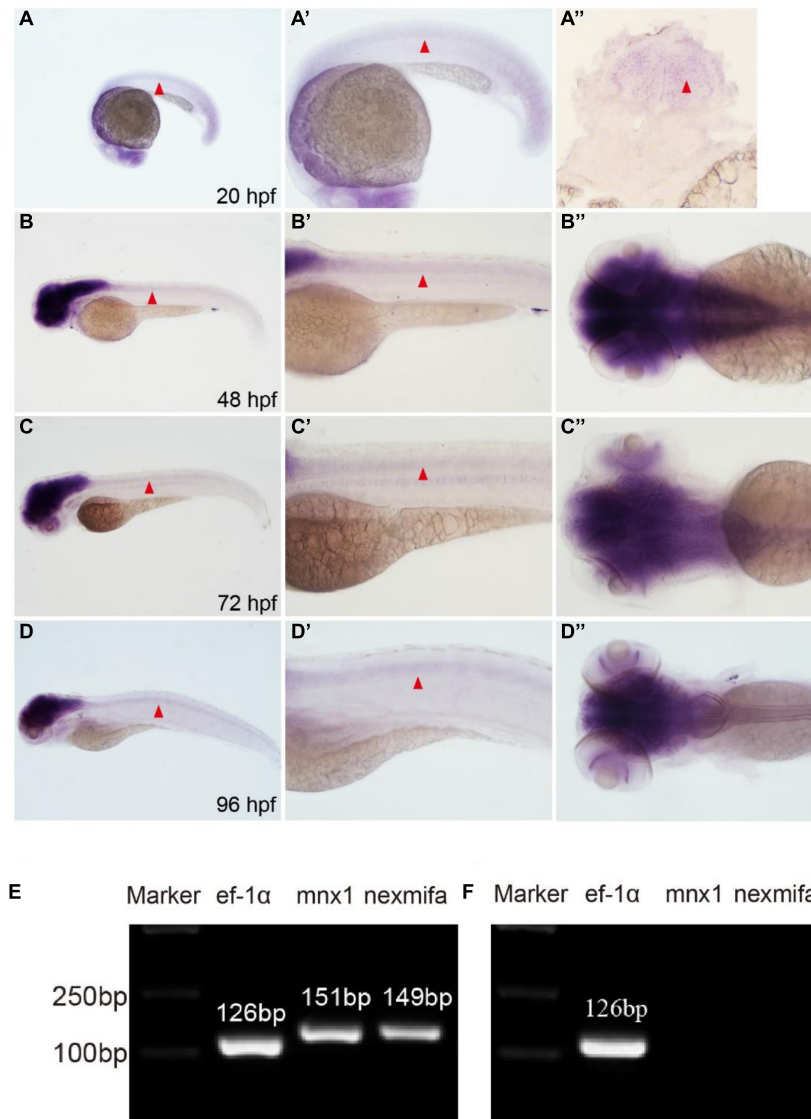 A A' A''
20 hpf
B B' B''
48 hpf
C C' C''
72 hpf
D D' D''
96 hpf
E Marker ef-1α mnx1 nexmifa F Marker ef-1α mnx1 nexmifa
250bp
126bp 151bp 149bp 126bp
100bp